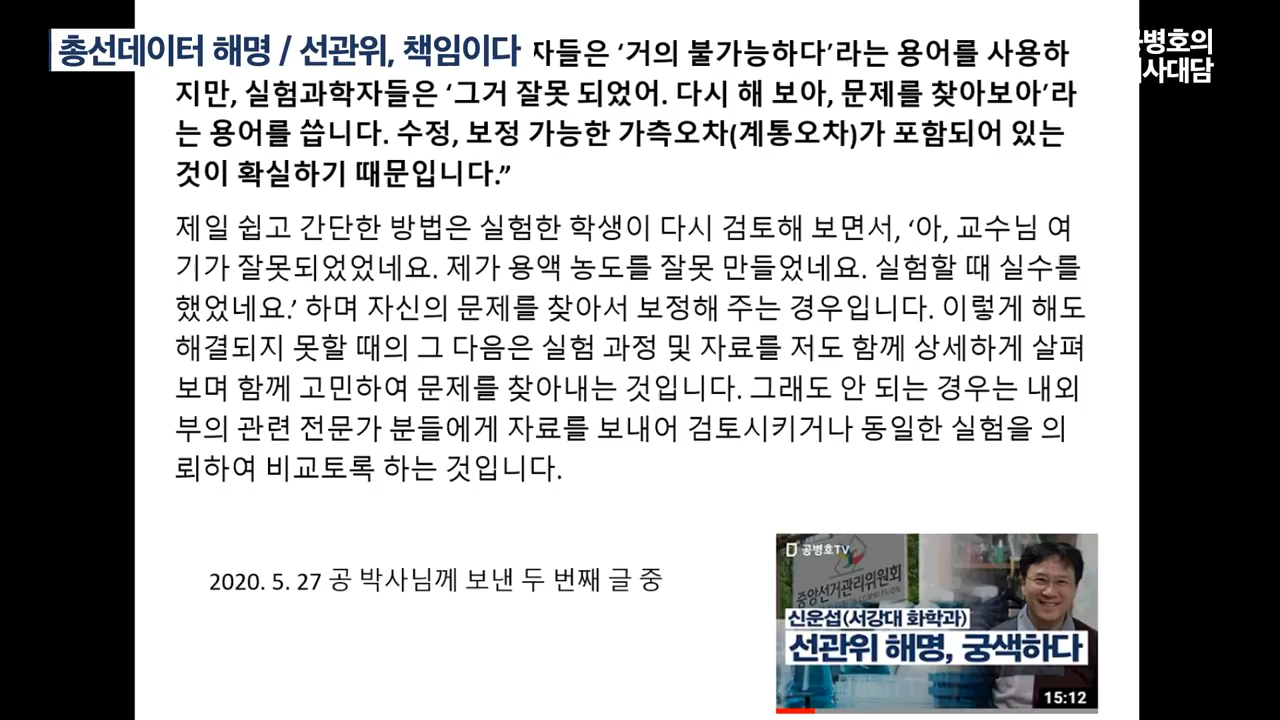 총선데이터 해명 / 선관위, 책임이다
자들은 ‘거의 불가능하다’라는 용어를 사용하
지만, 실험과학자들은 ‘그거 잘못 되었어. 다시 해 보아, 문제를 찾아보아’라
는 용어를 씁니다. 수정, 보정 가능한 가측오차(계통오차)가 포함되어 있는
것이 확실하기 때문입니다.”
제일 쉽고 간단한 방법은 실험한 학생이 다시 검토해 보면서, ‘아, 교수님 여
기가 잘못되었었네요. 제가 용액 농도를 잘못 만들었네요. 실험할 때 실수를
했었네요.’ 하며 자신의 문제를 찾아서 보정해 주는 경우입니다. 이렇게 해도
해결되지 못할 때의 그 다음은 실험 과정 및 자료를 저도 함께 상세하게 살펴
보며 함께 고민하여 문제를 찾아내는 것입니다. 그래도 안 되는 경우는 내외
부의 관련 전문가 분들에게 자료를 보내어 검토시키거나 동일한 실험을 의
뢰하여 비교토록 하는 것입니다.
2020. 5. 27 공 박사님께 보낸 두 번째 글 중
공병호의
시사대담
공병호TV
중앙선거관리위원회
신운섭(서강대 화학과)
선관위 해명, 궁색하다
15:12